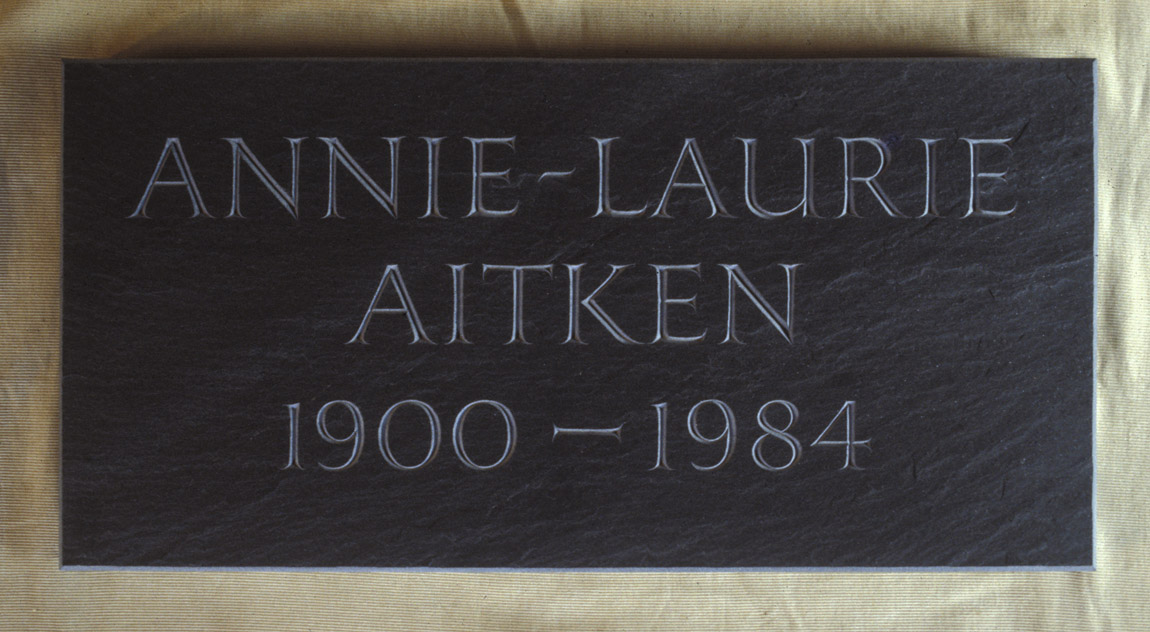 ANNIE-LAURIE
AITKEN
1900 – 1984